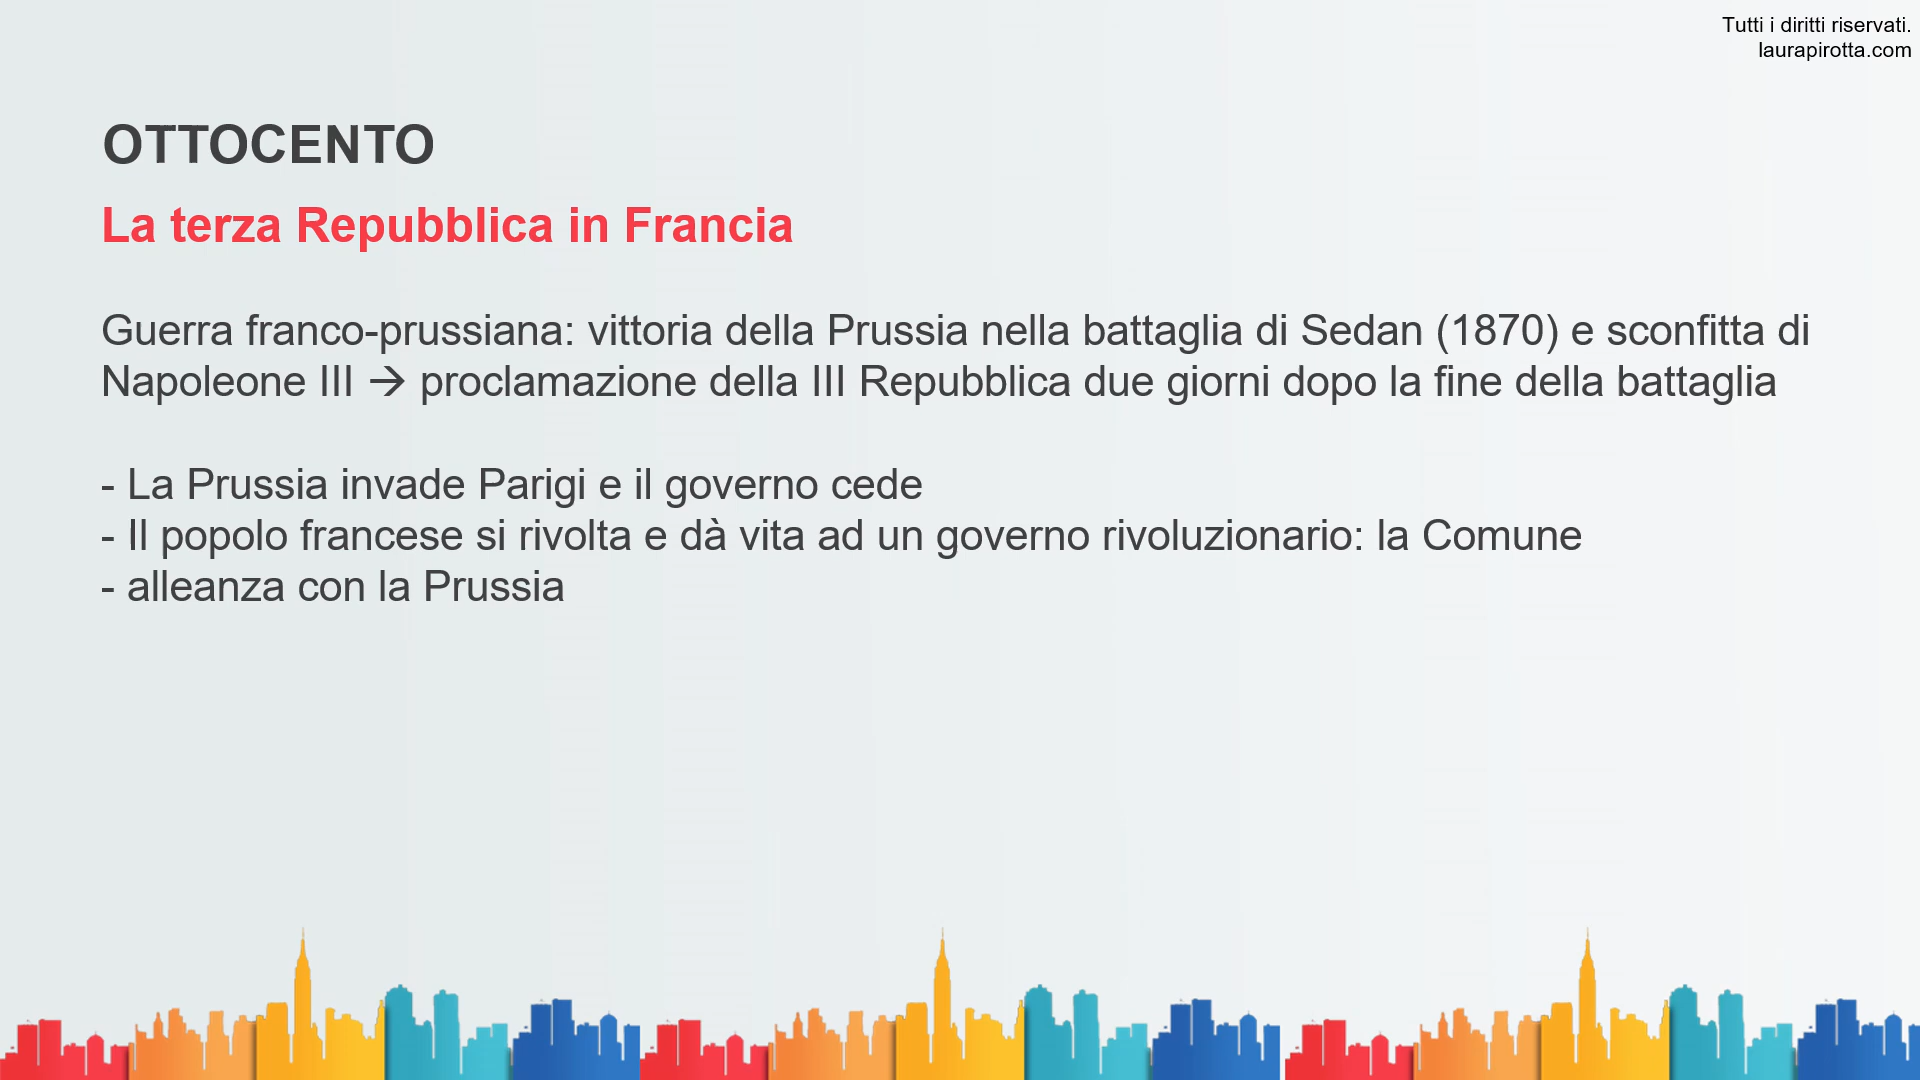 Tutti i diritti riservati.
laurapirotta.com
OTTOCENTO
La terza Repubblica in Francia
Guerra franco-prussiana: vittoria della Prussia nella battaglia di Sedan (1870) e sconfitta di
Napoleone III → proclamazione della III Repubblica due giorni dopo la fine della battaglia
- La Prussia invade Parigi e il governo cede
- Il popolo francese si rivolta e dà vita ad un governo rivoluzionario: la Comune
- alleanza con la Prussia